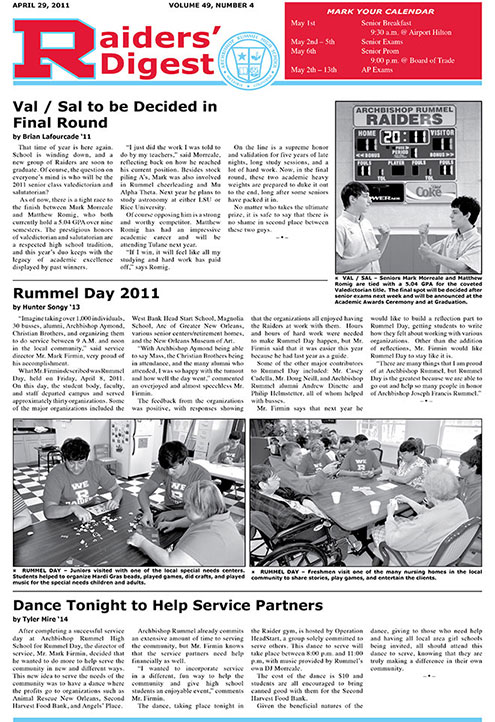 APRIL 29, 2011
VOLUME 49, NUMBER 4
Raiders'
Digest
MARK YOUR CALENDAR
May 1st Senior Breakfast
9:30 a.m. @ Airport Hilton
May 2nd – 5th Senior Exams
May 6th Senior Prom
9:00 p.m. @ Board of Trade
May 2th – 13th AP Exams
Val / Sal to be Decided in
Final Round
by Brian Lafourcade '11
That time of year is here again.
School is winding down, and a
new group of Raiders are soon to
graduate. Of course, the question on
everyone's mind is who will be the
2011 senior class valedictorian and
salutatorian?
As of now, there is a tight race to
the finish between Mark Morreale
and Matthew Romig, who both
currently hold a 5.04 GPA over nine
semesters. The prestigious honors
of valedictorian and salutatorian are
a respected high school tradition,
and this year's duo keeps with the
legacy of academic excellence
displayed by past winners.
"I just did the work I was told to
do by my teachers," said Morreale,
reflecting back on how he reached
his current position. Besides stock
piling A's, Mark was also involved
in Rummel cheerleading and Mu
Alpha Theta. Next year he plans to
study astronomy at either LSU or
Rice University.
Of course opposing him is a strong
and worthy competitor. Matthew
Romig has had an impressive
academic career and will be
attending Tulane next year.
"If I win, it will feel like all my
studying and hard work has paid
off," says Romig.
On the line is a supreme honor
and validation for five years of late
nights, long study sessions, and a
lot of hard work. Now, in the final
round, these two academic heavy
weights are prepared to duke it out
to the end, long after some seniors
have packed it in.
No matter who takes the ultimate
prize, it is safe to say that there is
no shame in second place between
these two guys.
ARCHBISHOP RUMMEL
RAIDERS
HOME
20:11
VISITOR
BONUS
PERIOD
BONUS
PLAYER
FOUL
Coke
VAL / SAL – Seniors Mark Morreale and Matthew
Romig are tied with a 5.04 GPA for the coveted
Valedictorian title. The final spot will be decided after
senior exams next week and will be announced at the
Academic Awards Ceremony and at Graduation.
Rummel Day 2011
by Hunter Songy '13
"Imagine taking over 1,000 individuals,
30 busses, alumni, Archbishop Aymond,
Christian Brothers, and organizing them
to do service between 9 A.M. and noon
in the local community," said service
director Mr. Mark Firmin, very proud of
his accomplishment.
What Mr. Firmin described was Rummel
Day, held on Friday, April 8, 2011.
On this day, the student body, faculty,
and staff departed campus and served
approximately thirty organizations. Some
of the major organizations included the
West Bank Head Start School, Magnolia
School, Arc of Greater New Orleans,
various senior centers/retirement homes,
and the New Orleans Museum of Art.
"With Archbishop Aymond being able
to say Mass, the Christian Brothers being
in attendance, and the many alumni who
attended, I was so happy with the turnout
and how well the day went," commented
an overjoyed and almost speechless Mr.
Firmin.
The feedback from the organizations
was positive, with responses showing
that the organizations all enjoyed having
the Raiders at work with them. Hours
and hours of hard work were needed
to make Rummel Day happen, but Mr.
Firmin said that it was easier this year
because he had last year as a guide.
Some of the other major contributors
to Rummel Day included: Mr. Casey
Cadella, Mr. Doug Neill, and Archbishop
Rummel alumni Andrew Dinette and
Philip Helmstetter, all of whom helped
with busses.
Mr. Firmin says that next year he
would like to build a reflection part to
Rummel Day, getting students to write
how they felt about working with various
organizations. Other than the addition
of reflections, Mr. Firmin would like
Rummel Day to stay like it is.
"There are many things that I am proud
of at Archbishop Rummel, but Rummel
Day is the greatest because we are able to
go out and help so many people in honor
of Archbishop Joseph Francis Rummel."
RUMMEL DAY – Juniors visited with one of the local special needs centers.
Students helped to organize Mardi Gras beads, played games, did crafts, and played
music for the special needs children and adults.
RUMMEL DAY – Freshmen visit one of the many nursing homes in the local
community to share stories, play games, and entertain the clients.
Dance Tonight to Help Service Partners
by Tyler Hire '14
After completing a successful service
day at Archbishop Rummel High
School for Rummel Day, the director of
service, Mr. Mark Firmin, decided that
he wanted to do more to help serve the
community in new and different ways.
This new idea to serve the needs of the
community was to have a dance where
the profits go to organizations such as
Animal Rescue New Orleans, Second
Harvest Food Bank, and Angels' Place.
Archbishop Rummel already commits
an extensive amount of time to serving
the community, but Mr. Firmin knows
that the service partners need help
financially as well.
"I wanted to incorporate service
in a different, fun way to help the
community and give high school
students an enjoyable event," comments
Mr. Firmin.
The dance, taking place tonight in
the Raider gym, is hosted by Operation
HeadStart, a group solely committed to
serve others. This dance to serve will
take place between 8:00 p.m. and 11:00
p.m, with music provided by Rummel's
own DJ Morreale.
The cost of the dance is $10 and
students are all encouraged to bring
canned good with them for the Second
Harvest Food Bank.
Given the beneficial natures of the
dance, giving to those who need help
and having all local area girl schools
being invited, all should attend this
dance to serve, knowing that they are
truly making a difference in their own
community.